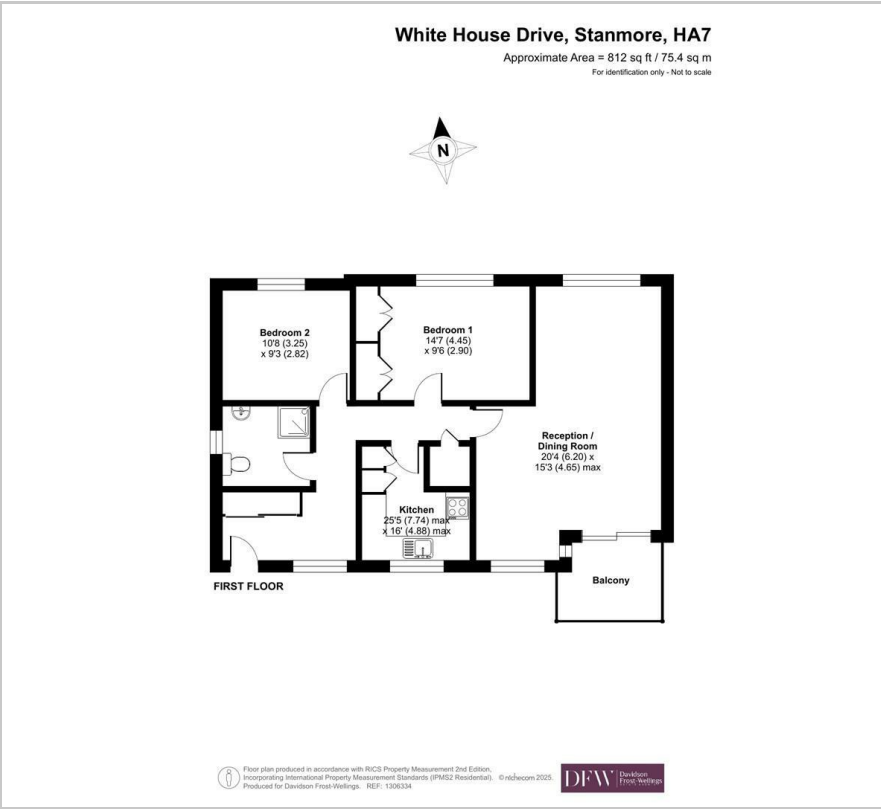 White House Drive, Stanmore, HA7
Approximate Area = 812 sq ft / 75.4 sq m
For identification only - Not to scale
N
Bedroom 2
10'8 (3.25)
x 9'3 (2.82)
Bedroom 1
14'7 (4.45)
x 9'6 (2.90)
Reception /
Dining Room
20'4 (6.20) x
15'3 (4.65) max
Kitchen
25'5 (7.74) max
x 16' (4.88) max
Balcony
FIRST FLOOR
Floor plan produced in accordance with RICS Property Measurement 2nd Edition,
Incorporating International Property Measurement Standards (IPMS2 Residential). ©nichecom 2025.
Produced for Davidson Frost-Wellings. REF: 1306334
DFW
Davidson
Frost-Wellings